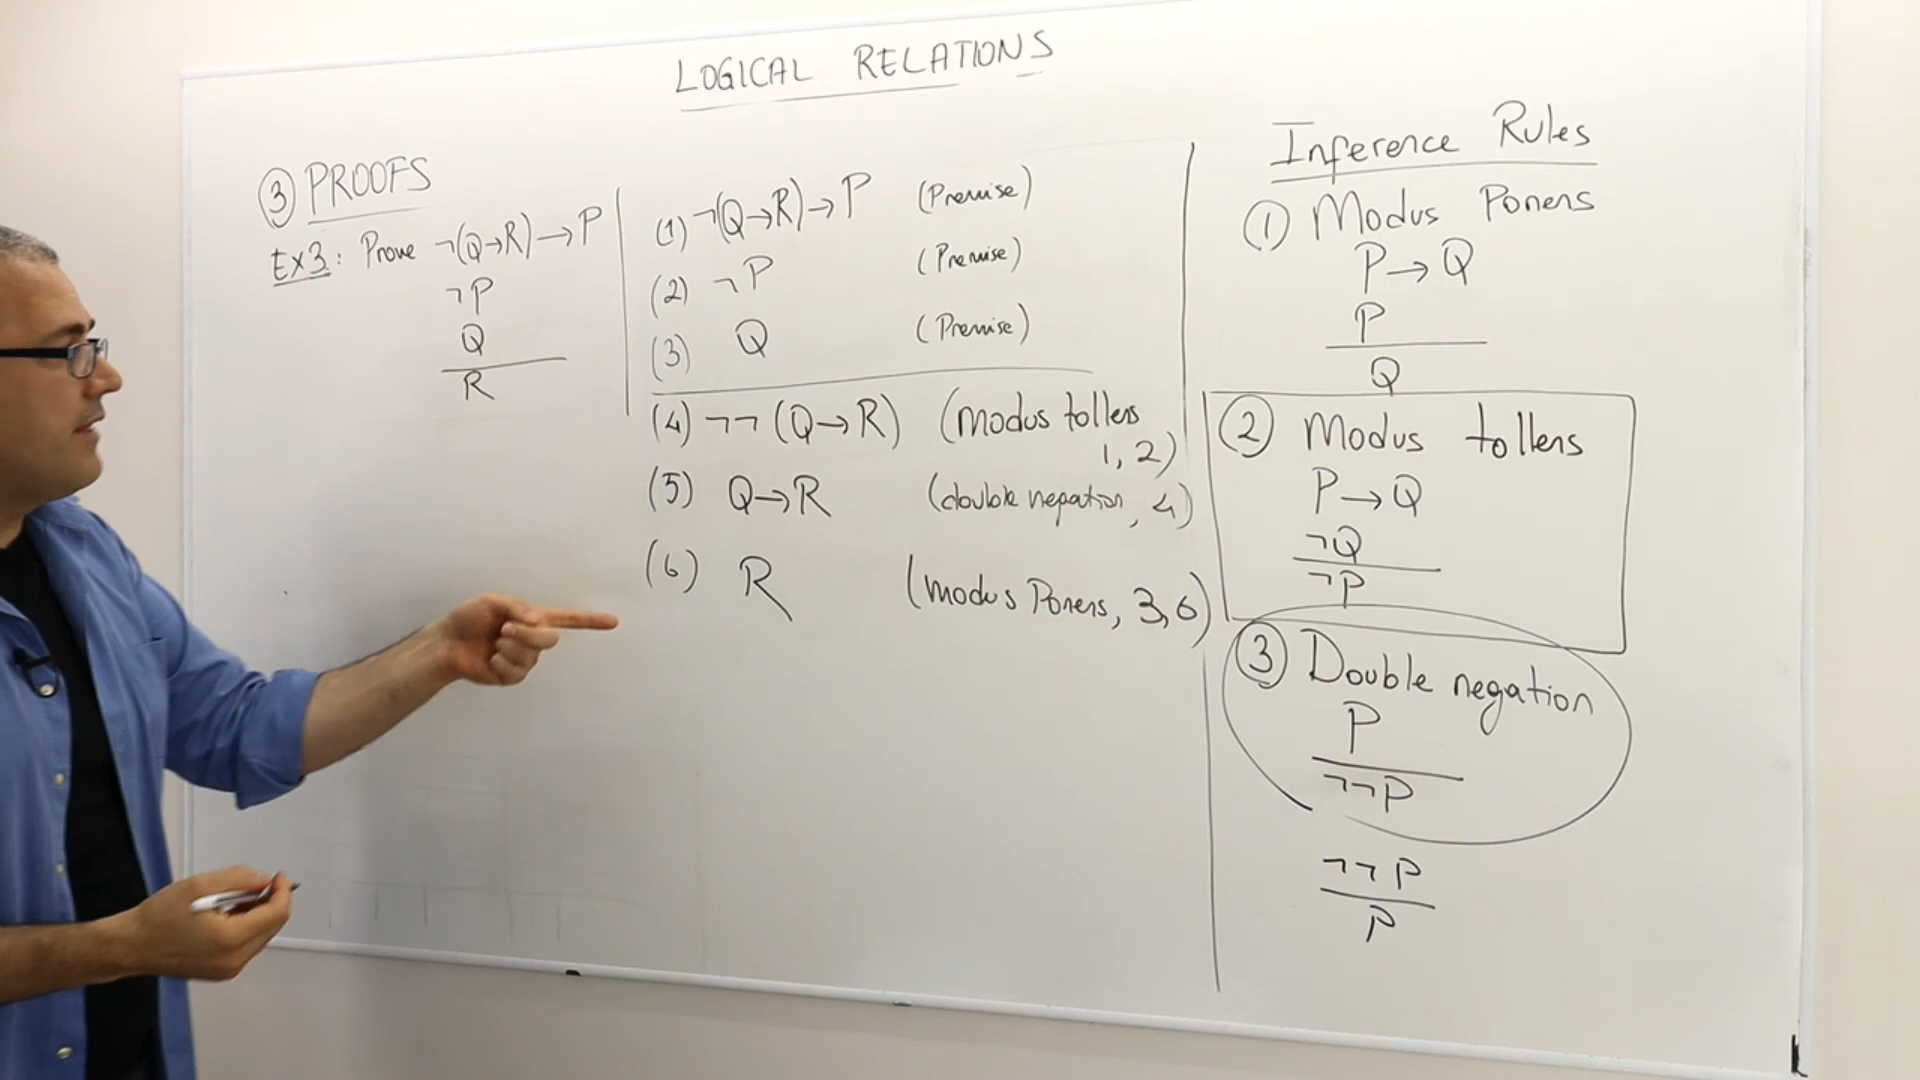 LOGICAL RELATIONS
③ PROOFS
Ex3: Prove ¬(Q→R)→P
¬P
Q
R
(1) ¬(Q→R)→P (Premise)
(2) ¬P (Premise)
(3) Q (Premise)
(4) ¬¬(Q→R) (Modus tollens
1, 2)
(5) Q→R (double negation, 4)
(6) R (modus Ponens, 3,6)
Inference Rules
① Modus Ponens
P→Q
P
Q
② Modus tollens
P→Q
¬Q
¬P
③ Double negation
P
¬¬P
¬¬P
P